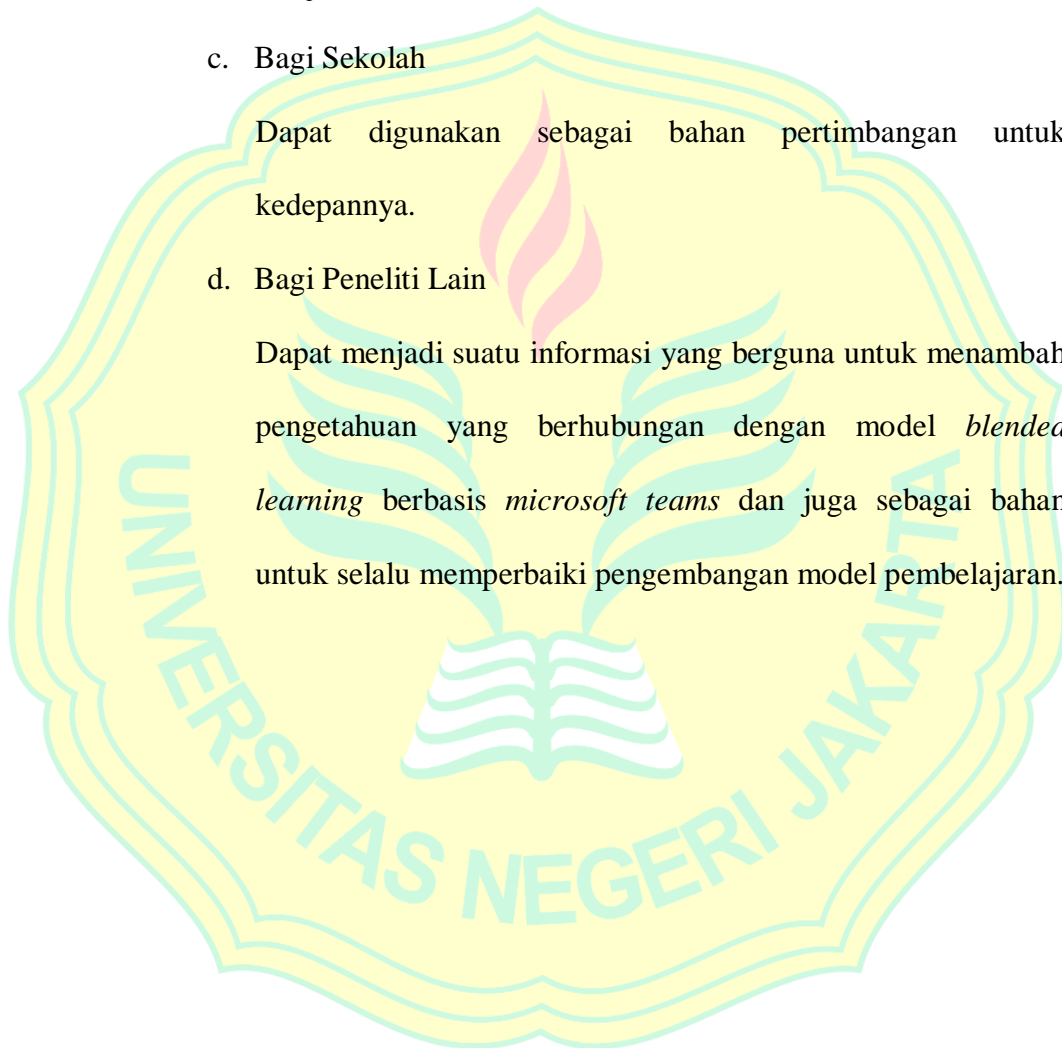 c. Bagi Sekolah
Dapat digunakan sebagai bahan pertimbangan untuk
kedepannya.
d. Bagi Peneliti Lain
Dapat menjadi suatu informasi yang berguna untuk menambah
pengetahuan yang berhubungan dengan model blended
learning berbasis microsoft teams dan juga sebagai bahan
untuk selalu memperbaiki pengembangan model pembelajaran.
UNIVERSITAS NEGERI JAKARTA